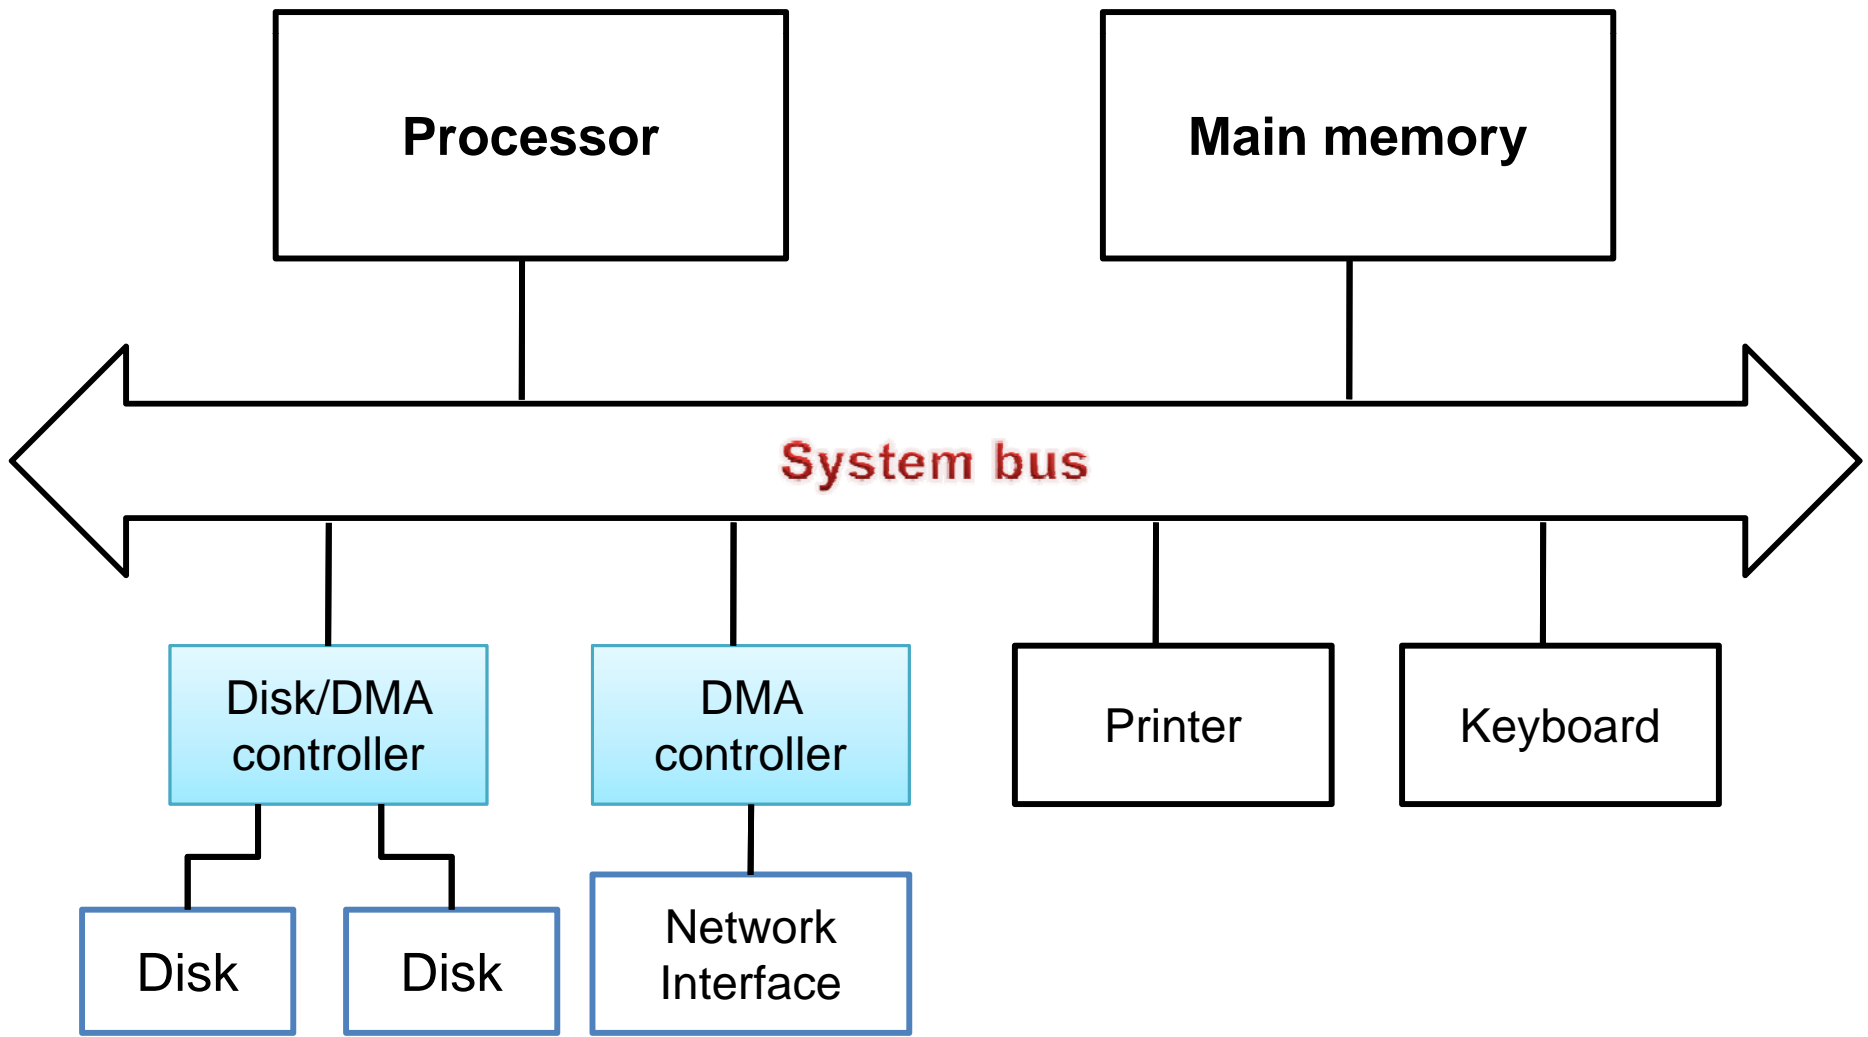 Processor
Main memory
System bus
Disk/DMA
controller
DMA
controller
Printer
Keyboard
Disk
Disk
Network
Interface